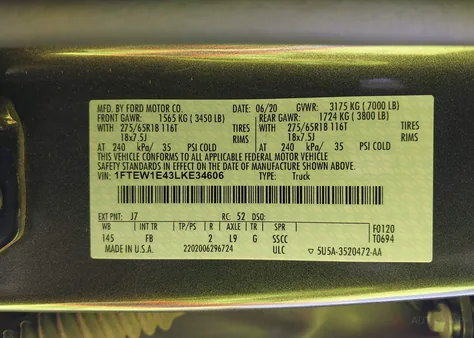 MFD. BY FORD MOTOR CO. DATE: 06/20 GVWR: 3175 KG (7000 LB)
FRONT GAWR: 1565 KG (3450 LB) REAR GAWR: 1724 KG (3800 LB)
WITH 275/65R18 116T TIRES WITH 275/65R18 116T TIRES
18x7.5J RIMS 18x7.5J RIMS
AT 240 kPa/ 35 PSI COLD AT 240 kPa/ 35 PSI COLD
THIS VEHICLE CONFORMS TO ALL APPLICABLE FEDERAL MOTOR VEHICLE
SAFETY STANDARDS IN EFFECT ON THE DATE OF MANUFACTURE SHOWN ABOVE.
VIN: 1FTEW1E43LKE34606 TYPE: Truck
EXT PNT: J7 RC: 52 DSO:
WB INT TR TP/PS R AXLE TR SPR F0120
145 FB 2 L9 G SSCC T0694
MADE IN U.S.A. 2202006296724 ULC 5U5A-3520472-AA